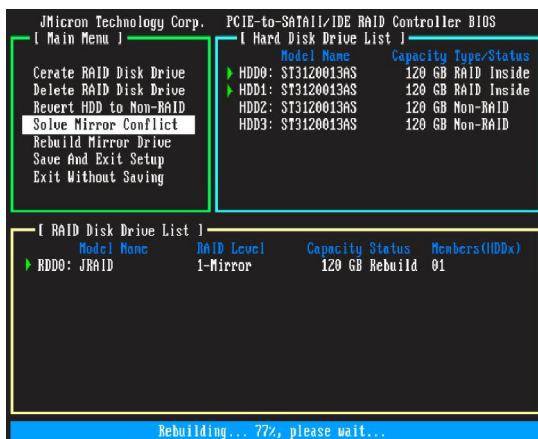 JMicron Technology Corp. PCIE-to-SATAII/IDE RAID Controller BIOS
[ Main Menu ]
Cerate RAID Disk Drive
Delete RAID Disk Drive
Revert HDD to Non-RAID
Solve Mirror Conflict
Rebuild Mirror Drive
Save And Exit Setup
Exit Without Saving
[ Hard Disk Drive List ]
Model Name Capacity Type/Status
HDD0: ST3120013AS 120 GB RAID Inside
HDD1: ST3120013AS 120 GB RAID Inside
HDD2: ST3120013AS 120 GB Non-RAID
HDD3: ST3120013AS 120 GB Non-RAID
[ RAID Disk Drive List ]
Model Name RAID Level Capacity Status Members(HDDx)
RDD0: JRAID 1-Mirror 120 GB Rebuild 01
Rebuilding... 77%, please wait...